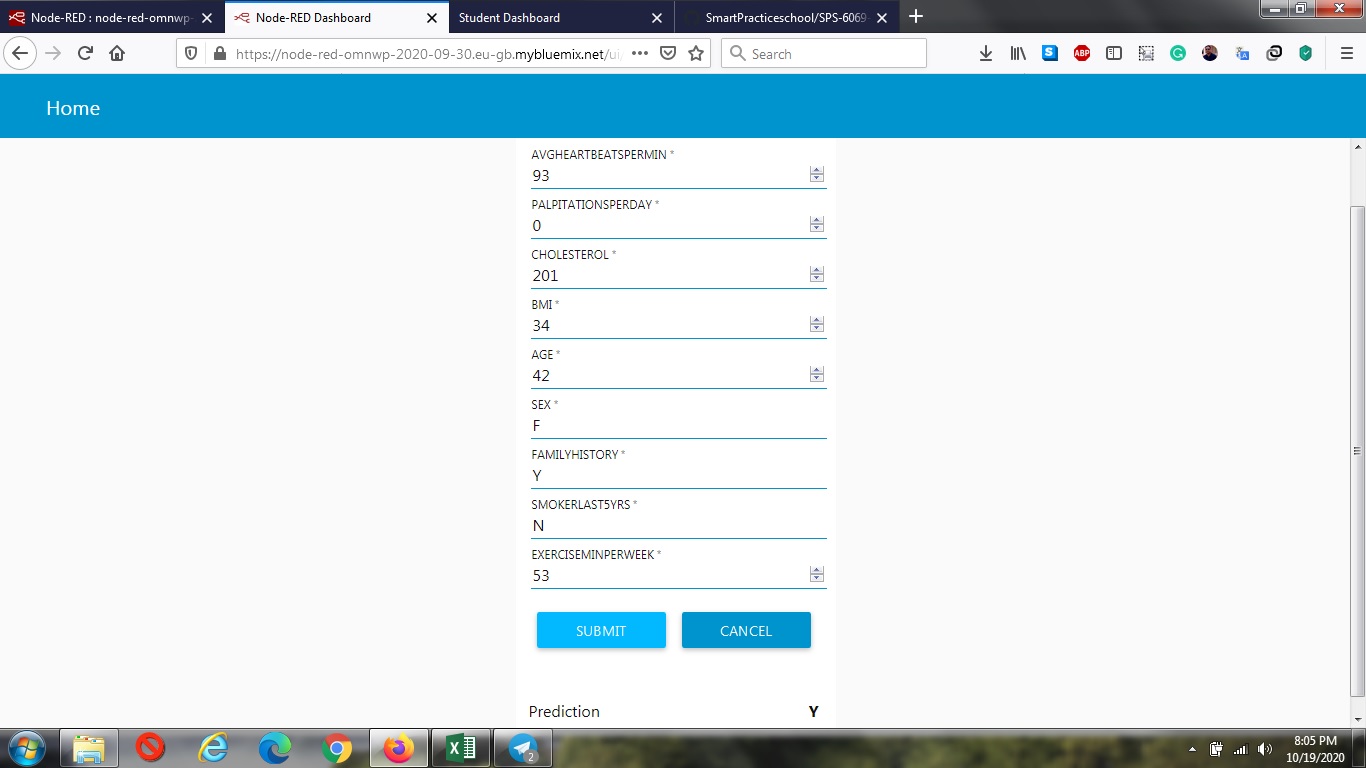 Node-RED : node-red-omnwp-
Node-RED Dashboard
Student Dashboard
SmartPracticeschool/SPS-6069-
https://node-red-omnwp-2020-09-30.eu-gb.mybluemix.net/ui
Search
ABP
Home
AVGHEARTBEATSPERMIN *
93
PALPITATIONSPERDAY *
0
CHOLESTEROL *
201
BMI *
34
AGE *
42
SEX *
F
FAMILYHISTORY *
Y
SMOKERLAST5YRS *
N
EXERCISEMINPERWEEK *
53
SUBMIT CANCEL
Prediction Y
2
8:05 PM
10/19/2020